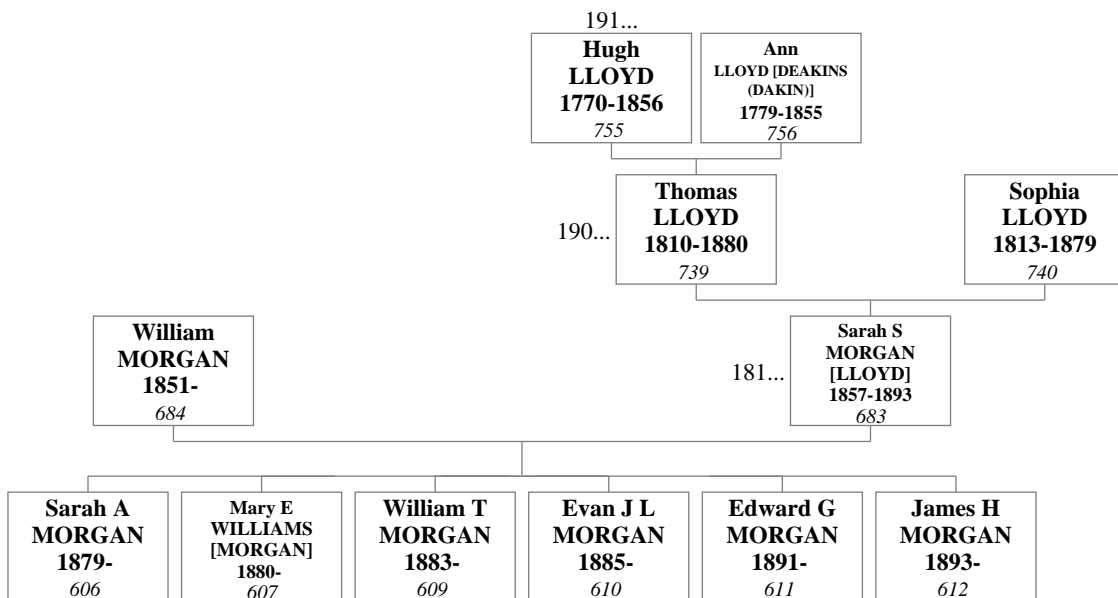 191...
Hugh
LLOYD
1770-1856
755
Ann
LLOYD [DEAKINS
(DAKIN)]
1779-1855
756
190...
Thomas
LLOYD
1810-1880
739
Sophia
LLOYD
1813-1879
740
William
MORGAN
1851-
684
181...
Sarah S
MORGAN
[LLOYD]
1857-1893
683
Sarah A
MORGAN
1879-
606
Mary E
WILLIAMS
[MORGAN]
1880-
607
William T
MORGAN
1883-
609
Evan J L
MORGAN
1885-
610
Edward G
MORGAN
1891-
611
James H
MORGAN
1893-
612